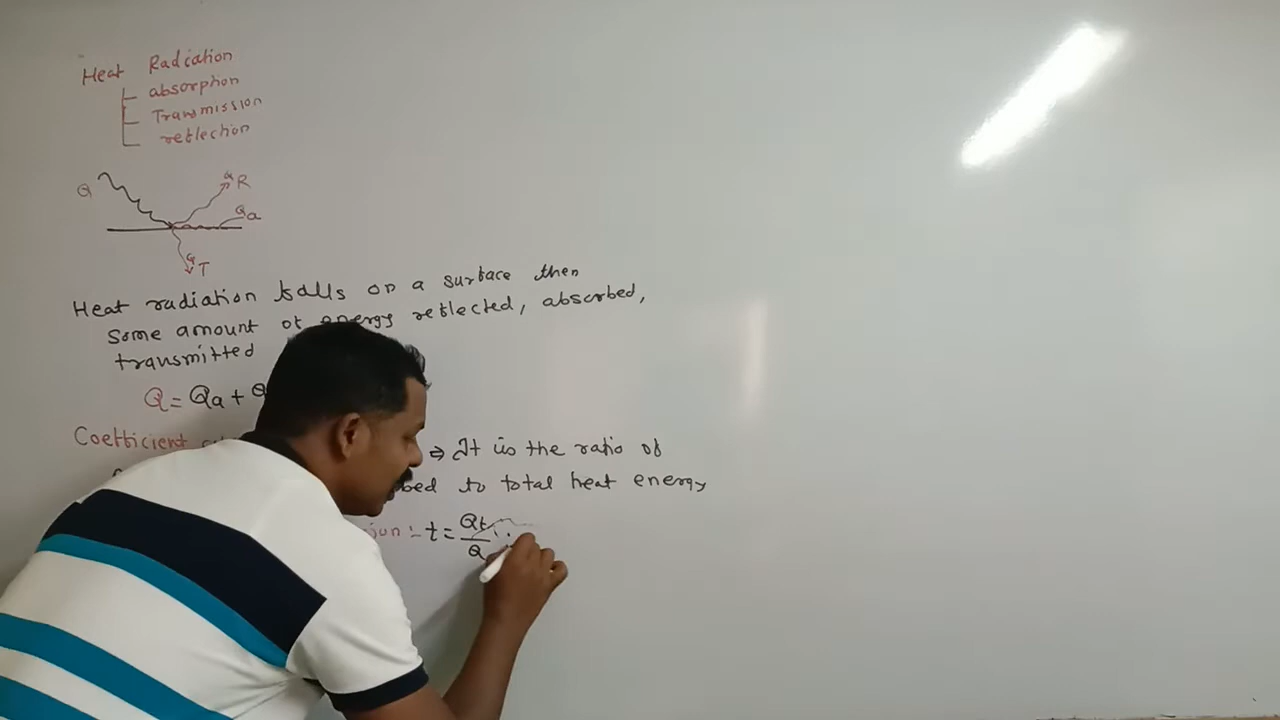 Heat Radiation
absorption
Transmission
reflection
Q
Q R
Qa
Q T
Heat radiation falls on a surface then
Some amount of energy reflected, absorbed,
transmitted
Q = Qa +
Coefficient ⇒ It is the ratio of
to total heat energy
:- t = Qt/Q